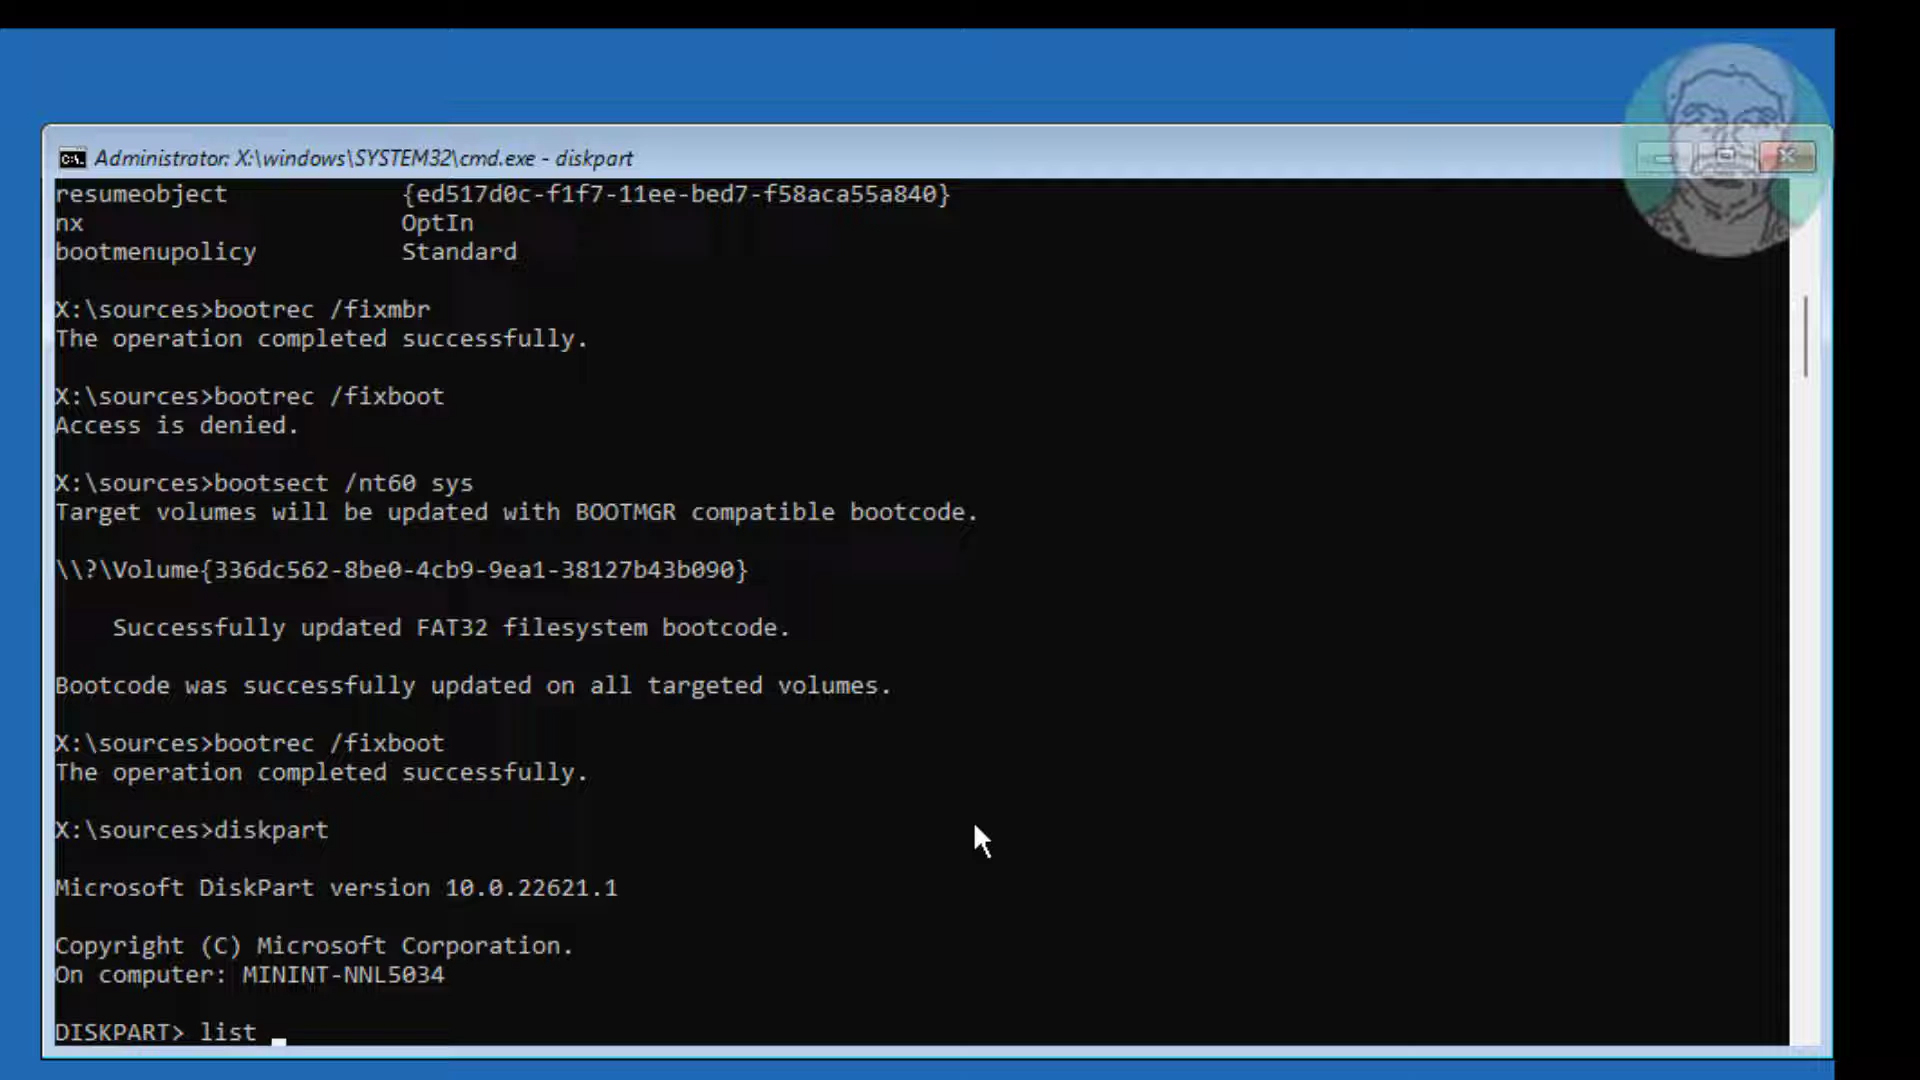 Administrator: X:\windows\SYSTEM32\cmd.exe - diskpart
resumeobject {ed517d0c-f1f7-11ee-bed7-f58aca55a840}
nx OptIn
bootmenupolicy Standard
X:\sources>bootrec /fixmbr
The operation completed successfully.
X:\sources>bootrec /fixboot
Access is denied.
X:\sources>bootsect /nt60 sys
Target volumes will be updated with BOOTMGR compatible bootcode.
\\?\Volume{336dc562-8be0-4cb9-9ea1-38127b43b090}
Successfully updated FAT32 filesystem bootcode.
Bootcode was successfully updated on all targeted volumes.
X:\sources>bootrec /fixboot
The operation completed successfully.
X:\sources>diskpart
Microsoft DiskPart version 10.0.22621.1
Copyright (C) Microsoft Corporation.
On computer: MININT-NNL5034
DISKPART> list